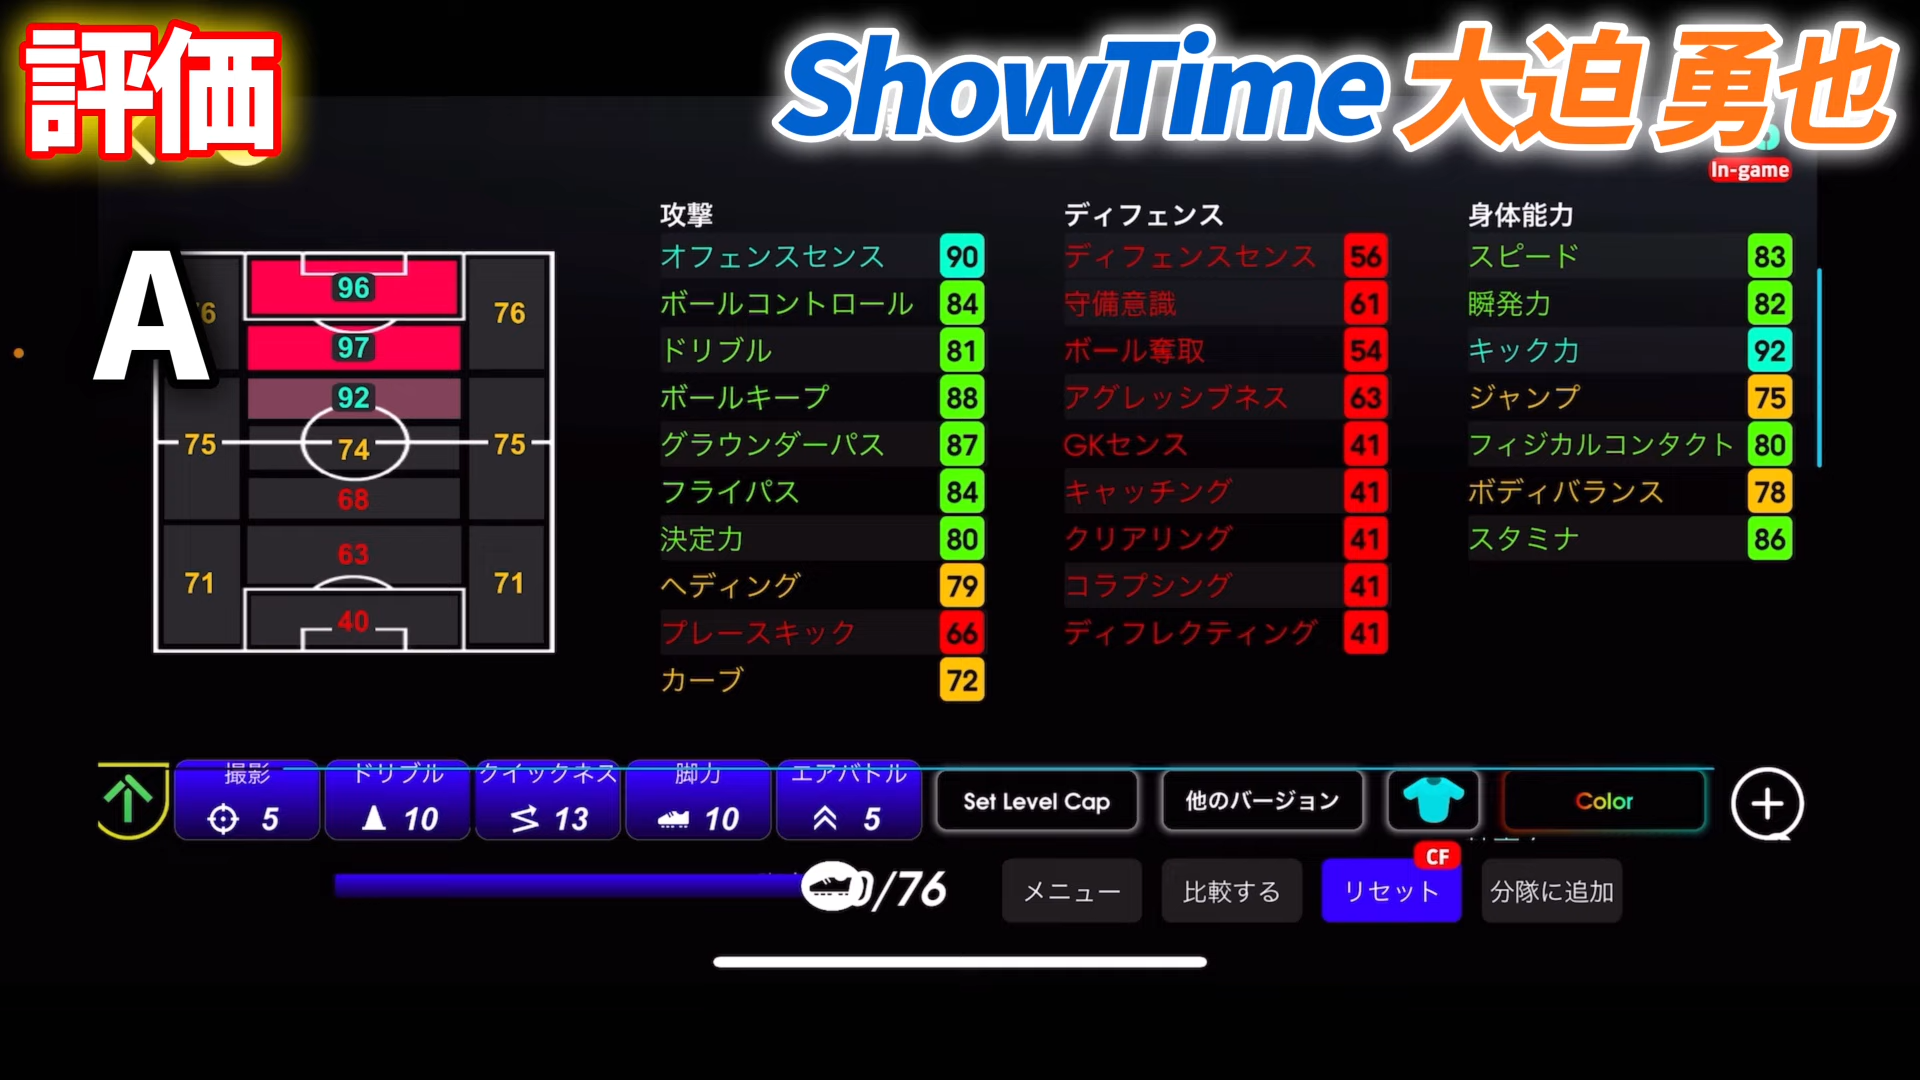 評価
ShowTime 大迫 勇也
In-game
A
96
97
92
74
68
63
40
76
75
75
71
71
攻撃
オフェンスセンス 90
ボールコントロール 84
ドリブル 81
ボールキープ 88
グラウンダーパス 87
フライパス 84
決定力 80
ヘディング 79
プレースキック 66
カーブ 72
ディフェンス
ディフェンスセンス 56
守備意識 61
ボール奪取 54
アグレッシブネス 63
GKセンス 41
キャッチング 41
クリアリング 41
コラプシング 41
ディフレクティング 41
身体能力
スピード 83
瞬発力 82
キック力 92
ジャンプ 75
フィジカルコンタクト 80
ボディバランス 78
スタミナ 86
撮影 5
ドリブル 10
クイックネス 13
脚力 10
エアバトル 5
Set Level Cap
他のバージョン
Color
0/76
メニュー
比較する
CF
リセット
分隊に追加